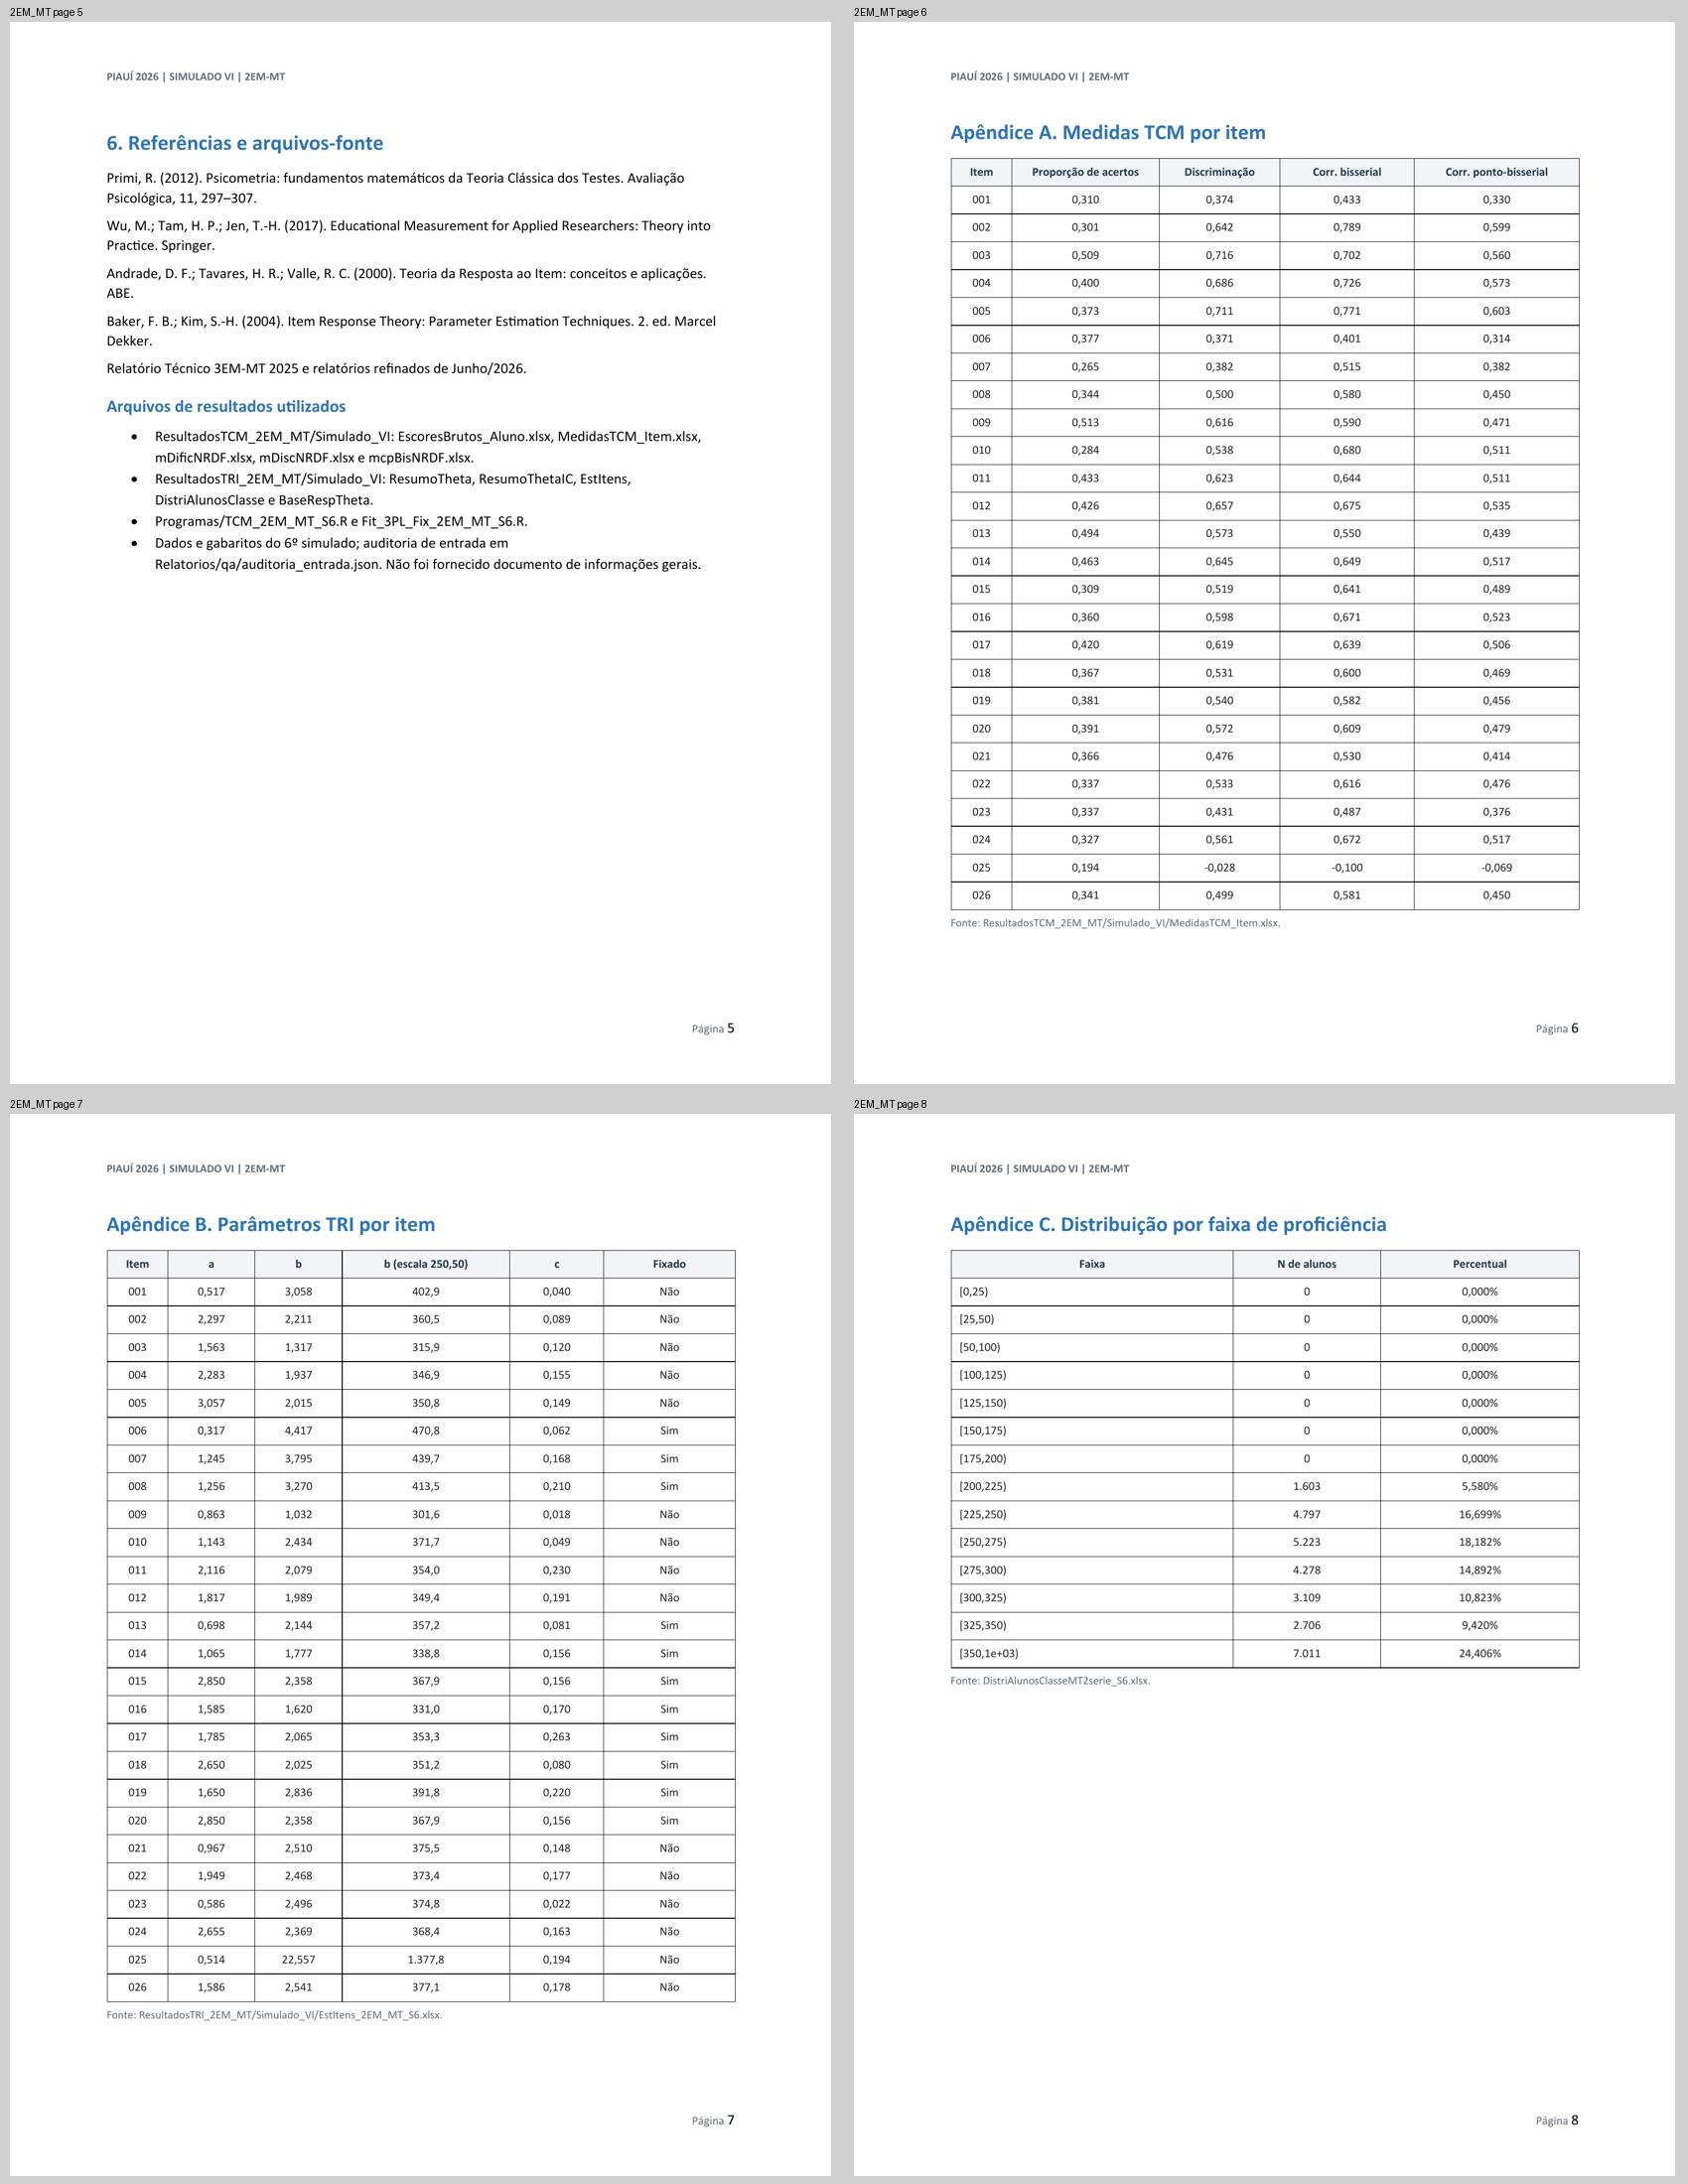 2EM_MT page 5
PIAUÍ 2026 | SIMULADO VI | 2EM-MT
6. Referências e arquivos-fonte
Primi, R. (2012). Psicometria: fundamentos matemáticos da Teoria Clássica dos Testes. Avaliação
Psicológica, 11, 297–307.
Wu, M.; Tam, H. P.; Jen, T.-H. (2017). Educational Measurement for Applied Researchers: Theory into
Practice. Springer.
Andrade, D. F.; Tavares, H. R.; Valle, R. C. (2000). Teoria da Resposta ao Item: conceitos e aplicações.
ABE.
Baker, F. B.; Kim, S.-H. (2004). Item Response Theory: Parameter Estimation Techniques. 2. ed. Marcel
Dekker.
Relatório Técnico 3EM-MT 2025 e relatórios refinados de Junho/2026.
Arquivos de resultados utilizados
• ResultadosTCM_2EM_MT/Simulado_VI: EscoresBrutos_Aluno.xlsx, MedidasTCM_Item.xlsx,
mDificNRDF.xlsx, mDiscNRDF.xlsx e mcpBisNRDF.xlsx.
• ResultadosTRI_2EM_MT/Simulado_VI: ResumoTheta, ResumoThetaIC, EstItens,
DistriAlunosClasse e BaseRespTheta.
• Programas/TCM_2EM_MT_S6.R e Fit_3PL_Fix_2EM_MT_S6.R.
• Dados e gabaritos do 6º simulado; auditoria de entrada em
Relatorios/qa/auditoria_entrada.json. Não foi fornecido documento de informações gerais.
Página 5
2EM_MT page 6
PIAUÍ 2026 | SIMULADO VI | 2EM-MT
Apêndice A. Medidas TCM por item
Item Proporção de acertos Discriminação Corr. bisserial Corr. ponto-bisserial
001 0,310 0,374 0,433 0,330
002 0,301 0,642 0,789 0,599
003 0,509 0,716 0,702 0,560
004 0,400 0,686 0,726 0,573
005 0,373 0,711 0,771 0,603
006 0,377 0,371 0,401 0,314
007 0,265 0,382 0,515 0,382
008 0,344 0,500 0,580 0,450
009 0,513 0,616 0,590 0,471
010 0,284 0,538 0,680 0,511
011 0,433 0,623 0,644 0,511
012 0,426 0,657 0,675 0,535
013 0,494 0,573 0,550 0,439
014 0,463 0,645 0,649 0,517
015 0,309 0,519 0,641 0,489
016 0,360 0,598 0,671 0,523
017 0,420 0,619 0,639 0,506
018 0,367 0,531 0,600 0,469
019 0,381 0,540 0,582 0,456
020 0,391 0,572 0,609 0,479
021 0,366 0,476 0,530 0,414
022 0,337 0,533 0,616 0,476
023 0,337 0,431 0,487 0,376
024 0,327 0,561 0,672 0,517
025 0,194 -0,028 -0,100 -0,069
026 0,341 0,499 0,581 0,450
Fonte: ResultadosTCM_2EM_MT/Simulado_VI/MedidasTCM_Item.xlsx.
Página 6
2EM_MT page 7
PIAUÍ 2026 | SIMULADO VI | 2EM-MT
Apêndice B. Parâmetros TRI por item
Item a b b (escala 250,50) c Fixado
001 0,517 3,058 402,9 0,040 Não
002 2,297 2,211 360,5 0,089 Não
003 1,563 1,317 315,9 0,120 Não
004 2,283 1,937 346,9 0,155 Não
005 3,057 2,015 350,8 0,149 Não
006 0,317 4,417 470,8 0,062 Sim
007 1,245 3,795 439,7 0,168 Sim
008 1,256 3,270 413,5 0,210 Sim
009 0,863 1,032 301,6 0,018 Não
010 1,143 2,434 371,7 0,049 Não
011 2,116 2,079 354,0 0,230 Não
012 1,817 1,989 349,4 0,191 Não
013 0,698 2,144 357,2 0,081 Sim
014 1,065 1,777 338,8 0,156 Sim
015 2,850 2,358 367,9 0,156 Sim
016 1,585 1,620 331,0 0,170 Sim
017 1,785 2,065 353,3 0,263 Sim
018 2,650 2,025 351,2 0,080 Sim
019 1,650 2,836 391,8 0,220 Sim
020 2,850 2,358 367,9 0,156 Sim
021 0,967 2,510 375,5 0,148 Não
022 1,949 2,468 373,4 0,177 Não
023 0,586 2,496 374,8 0,022 Não
024 2,655 2,369 368,4 0,163 Não
025 0,514 22,557 1.377,8 0,194 Não
026 1,586 2,541 377,1 0,178 Não
Fonte: ResultadosTRI_2EM_MT/Simulado_VI/EstItens_2EM_MT_S6.xlsx.
Página 7
2EM_MT page 8
PIAUÍ 2026 | SIMULADO VI | 2EM-MT
Apêndice C. Distribuição por faixa de proficiência
Faixa N de alunos Percentual
[0,25) 0 0,000%
[25,50) 0 0,000%
[50,100) 0 0,000%
[100,125) 0 0,000%
[125,150) 0 0,000%
[150,175) 0 0,000%
[175,200) 0 0,000%
[200,225) 1.603 5,580%
[225,250) 4.797 16,699%
[250,275) 5.223 18,182%
[275,300) 4.278 14,892%
[300,325) 3.109 10,823%
[325,350) 2.706 9,420%
[350,1e+03) 7.011 24,406%
Fonte: DistriAlunosClasseMT2serie_S6.xlsx.
Página 8